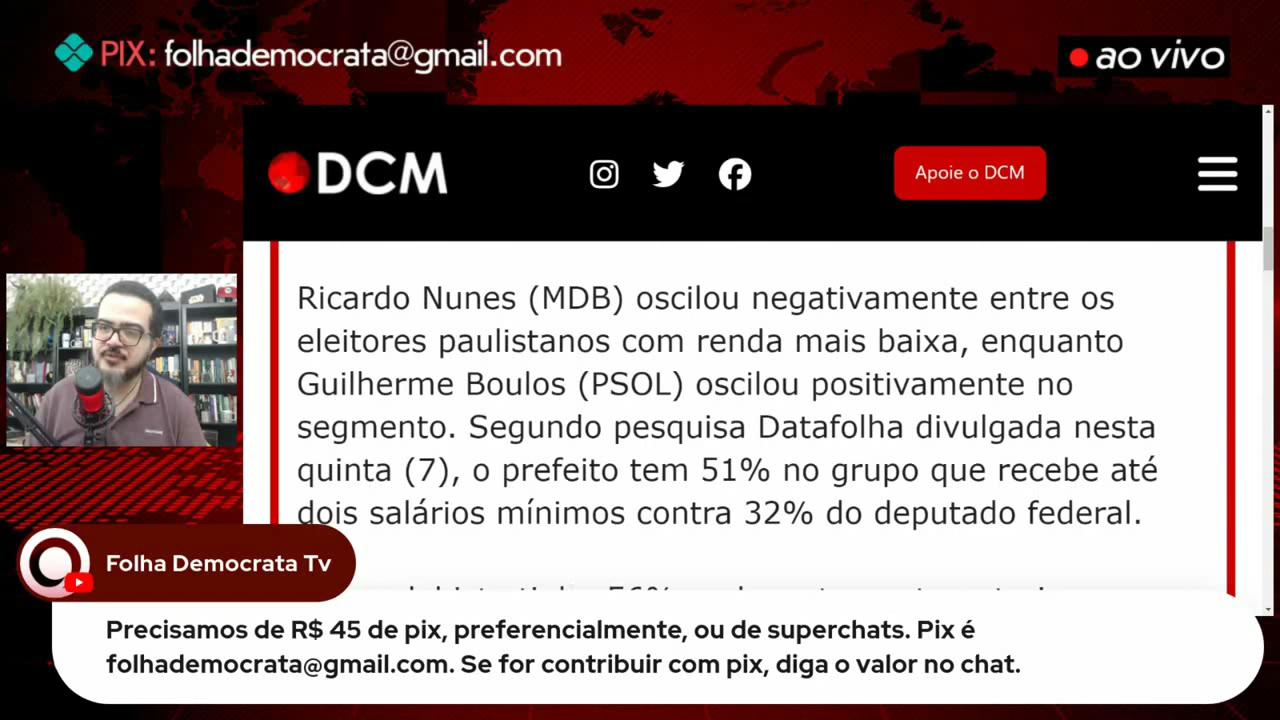 PIX: folhademocrata@gmail.com
ao vivo
DCM
Apoie o DCM
Ricardo Nunes (MDB) oscilou negativamente entre os
eleitores paulistanos com renda mais baixa, enquanto
Guilherme Boulos (PSOL) oscilou positivamente no
segmento. Segundo pesquisa Datafolha divulgada nesta
quinta (7), o prefeito tem 51% no grupo que recebe até
dois salários mínimos contra 32% do deputado federal.
56%
Folha Democrata Tv
Precisamos de R$ 45 de pix, preferencialmente, ou de superchats. Pix é
folhademocrata@gmail.com. Se for contribuir com pix, diga o valor no chat.